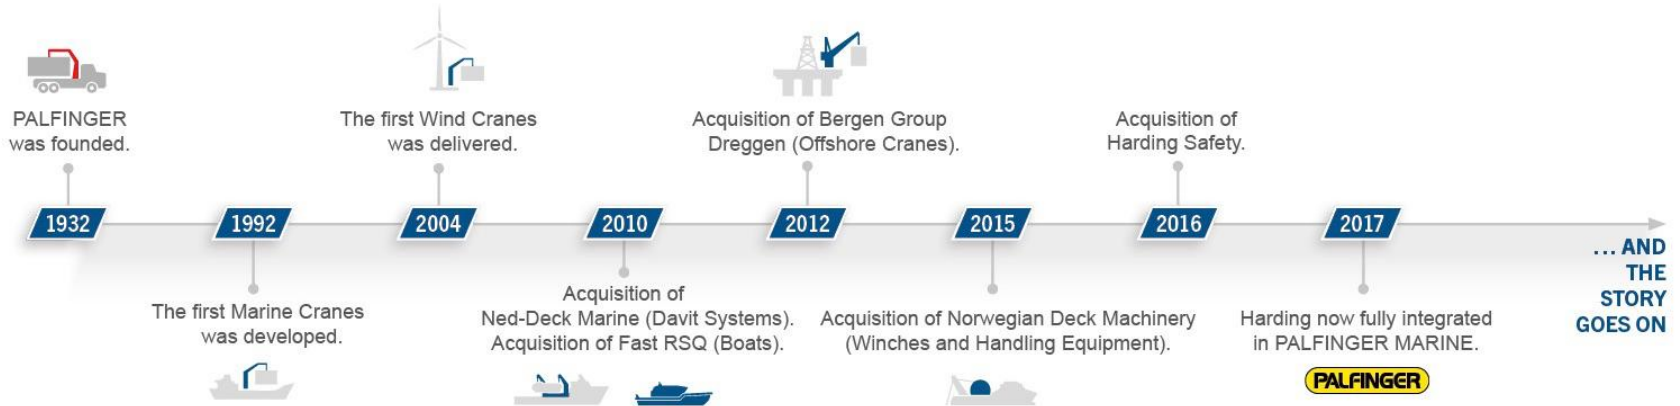 PALFINGER
was founded.
The first Wind Cranes
was delivered.
Acquisition of Bergen Group
Dreggen (Offshore Cranes).
Acquisition of
Harding Safety.
1932
1992
2004
2010
2012
2015
2016
2017
... AND
THE
STORY
GOES ON
The first Marine Cranes
was developed.
Acquisition of
Ned-Deck Marine (Davit Systems).
Acquisition of Fast RSQ (Boats).
Acquisition of Norwegian Deck Machinery
(Winches and Handling Equipment).
Harding now fully integrated
in PALFINGER MARINE.
PALFINGER